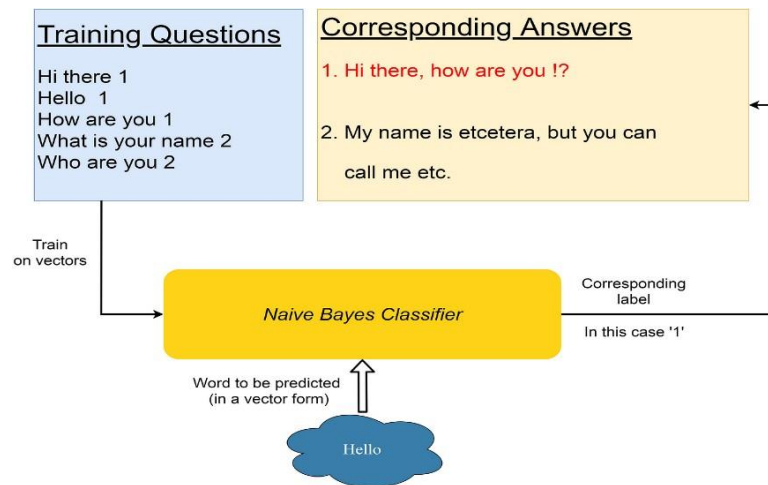 Training Questions
Hi there 1
Hello 1
How are you 1
What is your name 2
Who are you 2
Corresponding Answers
1. Hi there, how are you !?
2. My name is etcetera, but you can
call me etc.
Train
on vectors
Naive Bayes Classifier
Corresponding
label
In this case '1'
Word to be predicted
(in a vector form)
Hello